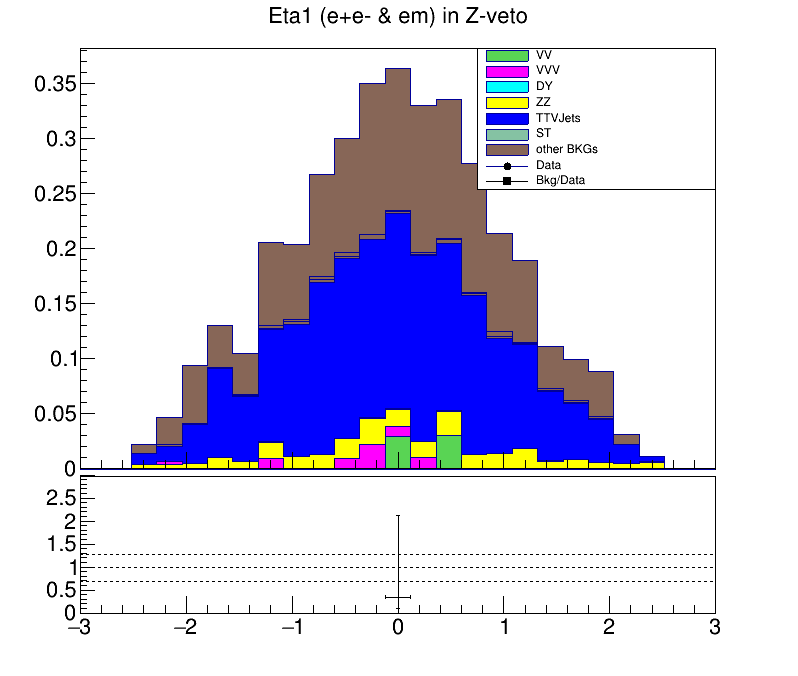 Eta1 (e+e- & em) in Z-veto
VV
VVV
DY
ZZ
TTVJets
ST
other BKGs
Data
Bkg/Data
0.35
0.3
0.25
0.2
0.15
0.1
0.05
0
2.5
2
1.5
1
0.5
0
−3 −2 −1 0 1 2 3